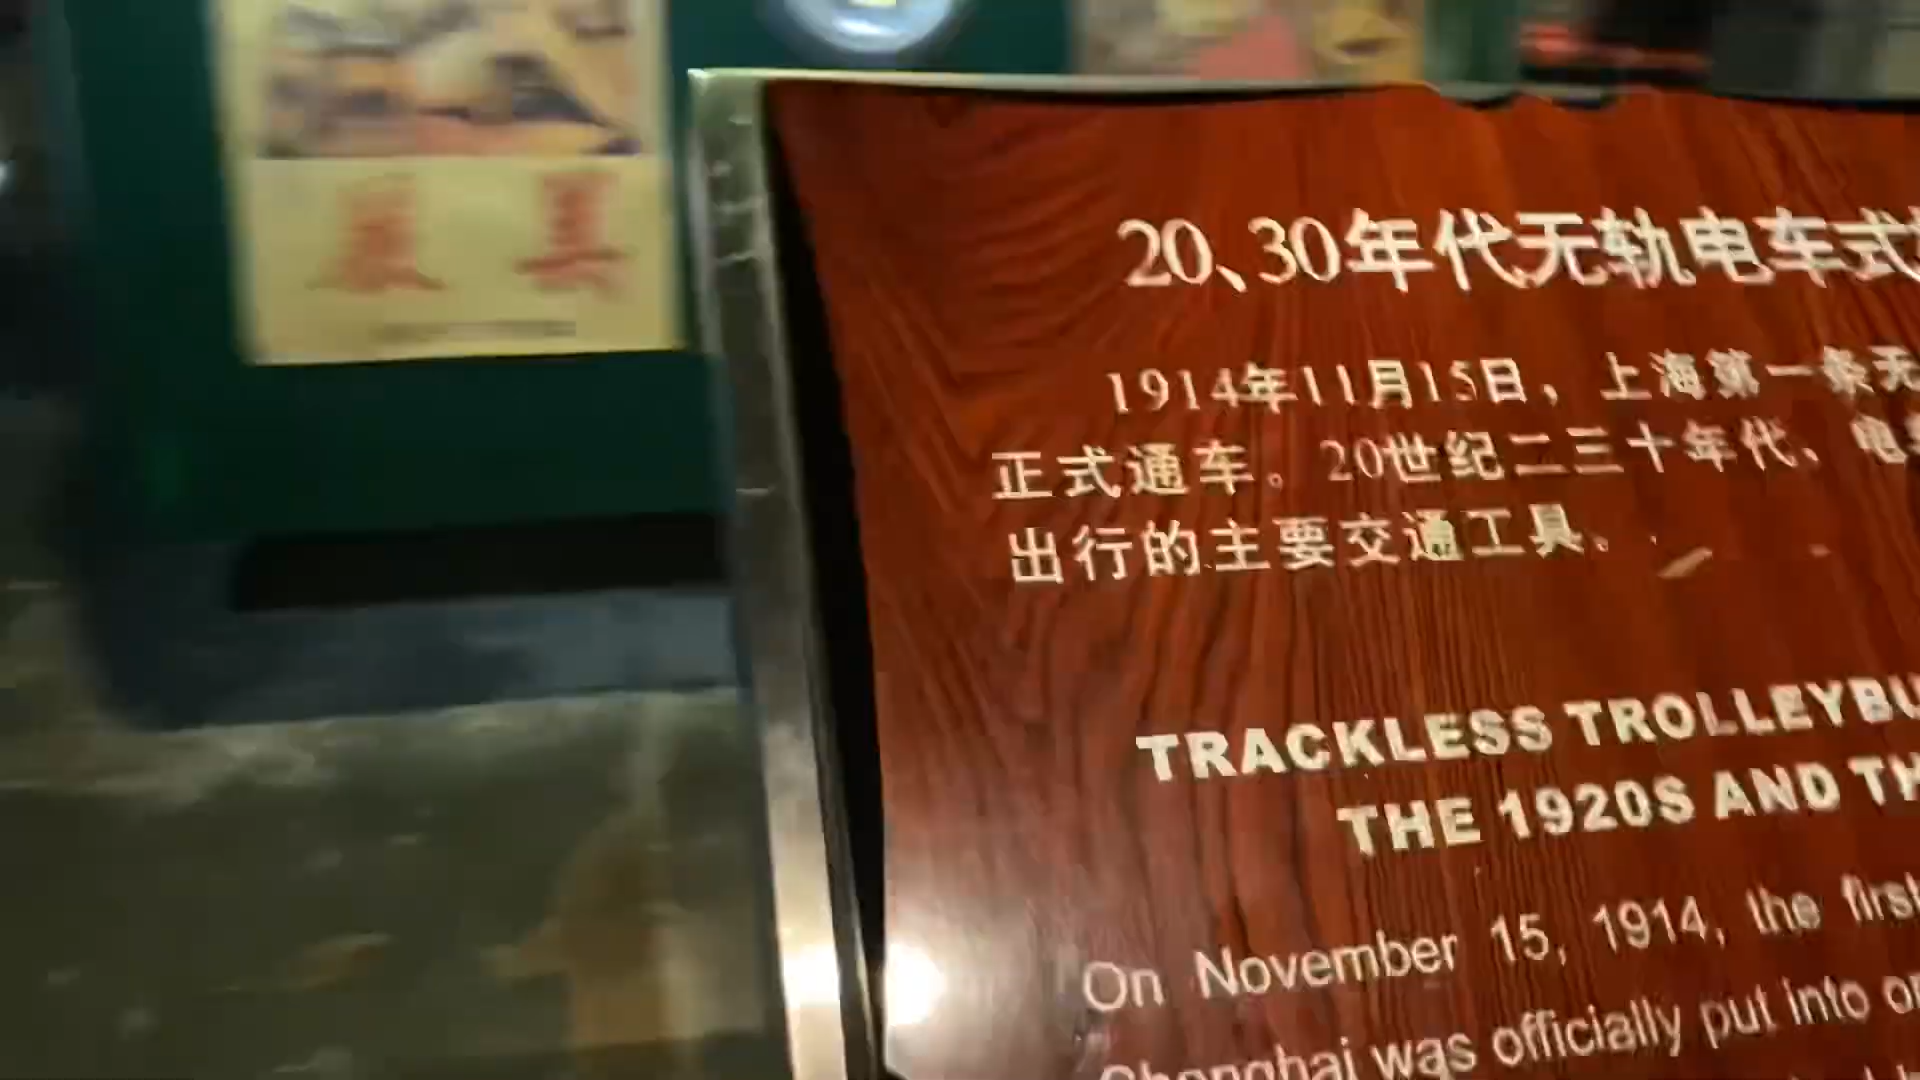 20、30年代无轨电车式
1914年11月15日，上海第一条无
正式通车。20世纪二三十年代、电车
出行的主要交通工具。
TRACKLESS TROLLEYBU
THE 1920S AND TH
On November 15, 1914, the first
Shanghai was officially put into o